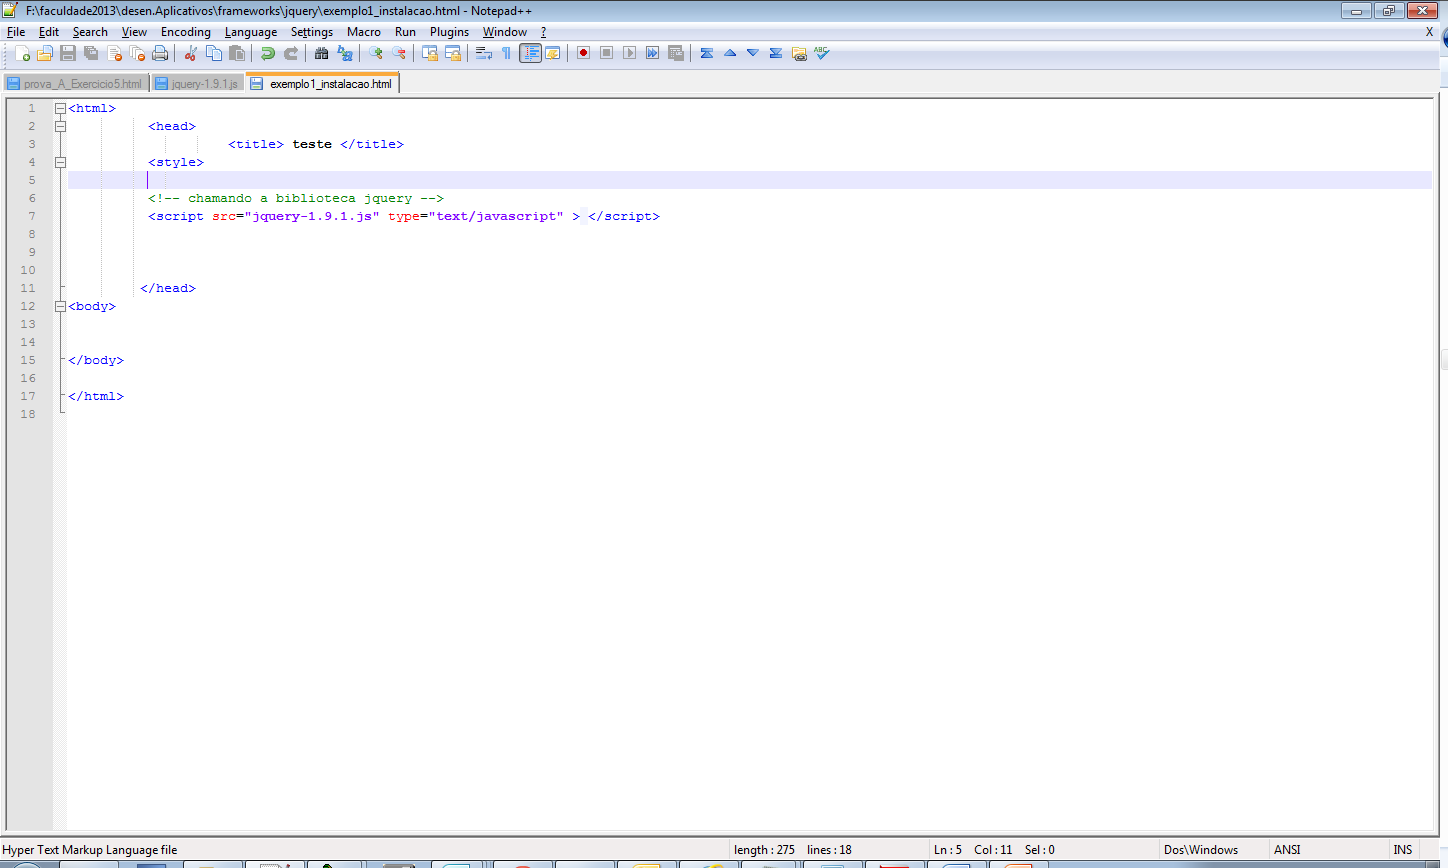 F:\faculdade2013\desen.Aplicativos\frameworks\jquery\exemplo1_instalacao.html - Notepad++
File Edit Search View Encoding Language Settings Macro Run Plugins Window ? X
prova_A_Exercicio5.html jquery-1.9.1.js exemplo1_instalacao.html
1 <html>
2 <head>
3 <title> teste </title>
4 <style>
5
6 <!-- chamando a biblioteca jquery -->
7 <script src="jquery-1.9.1.js" type="text/javascript" > </script>
8
9
10
11 </head>
12 <body>
13
14
15 </body>
16
17 </html>
18
Hyper Text Markup Language file length : 275 lines : 18 Ln : 5 Col : 11 Sel : 0 Dos\Windows ANSI INS